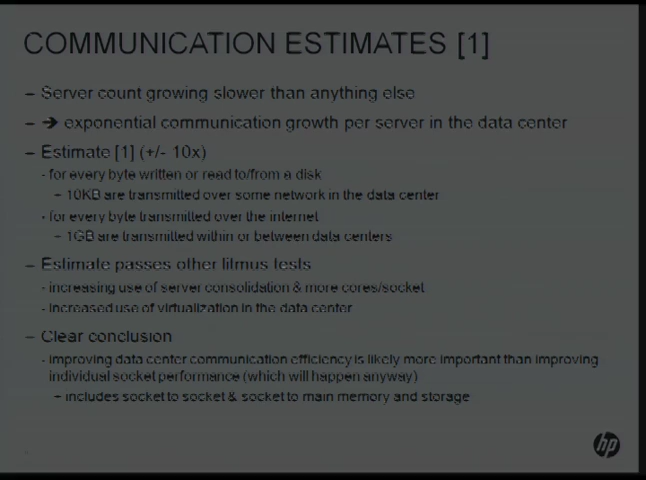 COMMUNICATION ESTIMATES [1]
– Server count growing slower than anything else
– ➔ exponential communication growth per server in the data center
– Estimate [1] (+/- 10x)
- for every byte written or read to/from a disk
– 10KB are transmitted over some network in the data center
- for every byte transmitted over the internet
– 1GB are transmitted within or between data centers
– Estimate passes other litmus tests
- increasing use of server consolidation & more cores/socket
- increased use of virtualization in the data center
– Clear conclusion
- improving data center communication efficiency is likely more important than improving
individual socket performance (which will happen anyway)
– includes socket to socket & socket to main memory and storage
hp